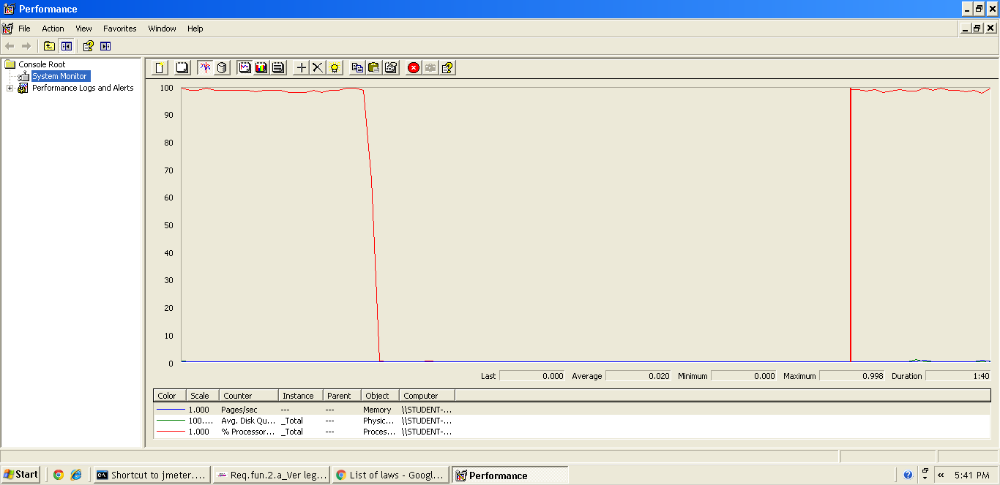 Performance
File Action View Favorites Window Help
Console Root
System Monitor
Performance Logs and Alerts
100
90
80
70
60
50
40
30
20
10
0
Last 0.000 Average 0.020 Minimum 0.000 Maximum 0.998 Duration 1:40
Color Scale Counter Instance Parent Object Computer
1.000 Pages/sec --- --- Memory \\STUDENT-...
100.... Avg. Disk Qu... _Total --- Physic... \\STUDENT-...
1.000 % Processor... _Total --- Proces... \\STUDENT-...
Start Shortcut to jmeter.... Req.fun.2.a_Ver leg... List of laws - Googl... Performance « 5:41 PM